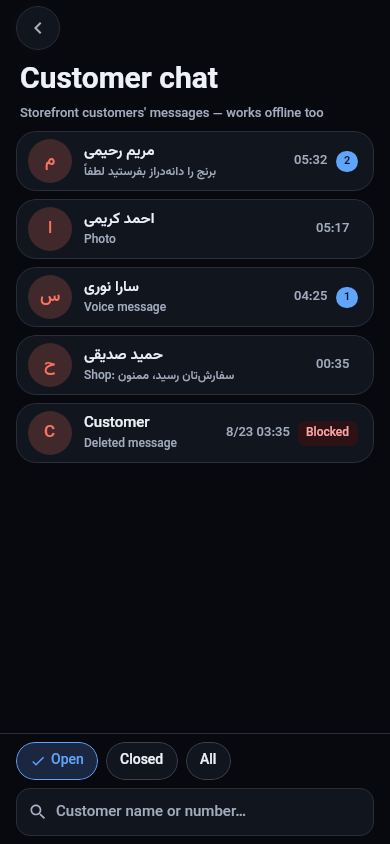 Customer chat
Storefront customers' messages — works offline too
م
مریم رحیمی
برنج را دانه‌دراز بفرستید لطفاً
05:32
2
ا
احمد کریمی
Photo
05:17
س
سارا نوری
Voice message
04:25
1
ح
حمید صدیقی
Shop: سفارش‌تان رسید، ممنون
00:35
C
Customer
Deleted message
8/23 03:35
Blocked
Open
Closed
All
Customer name or number…